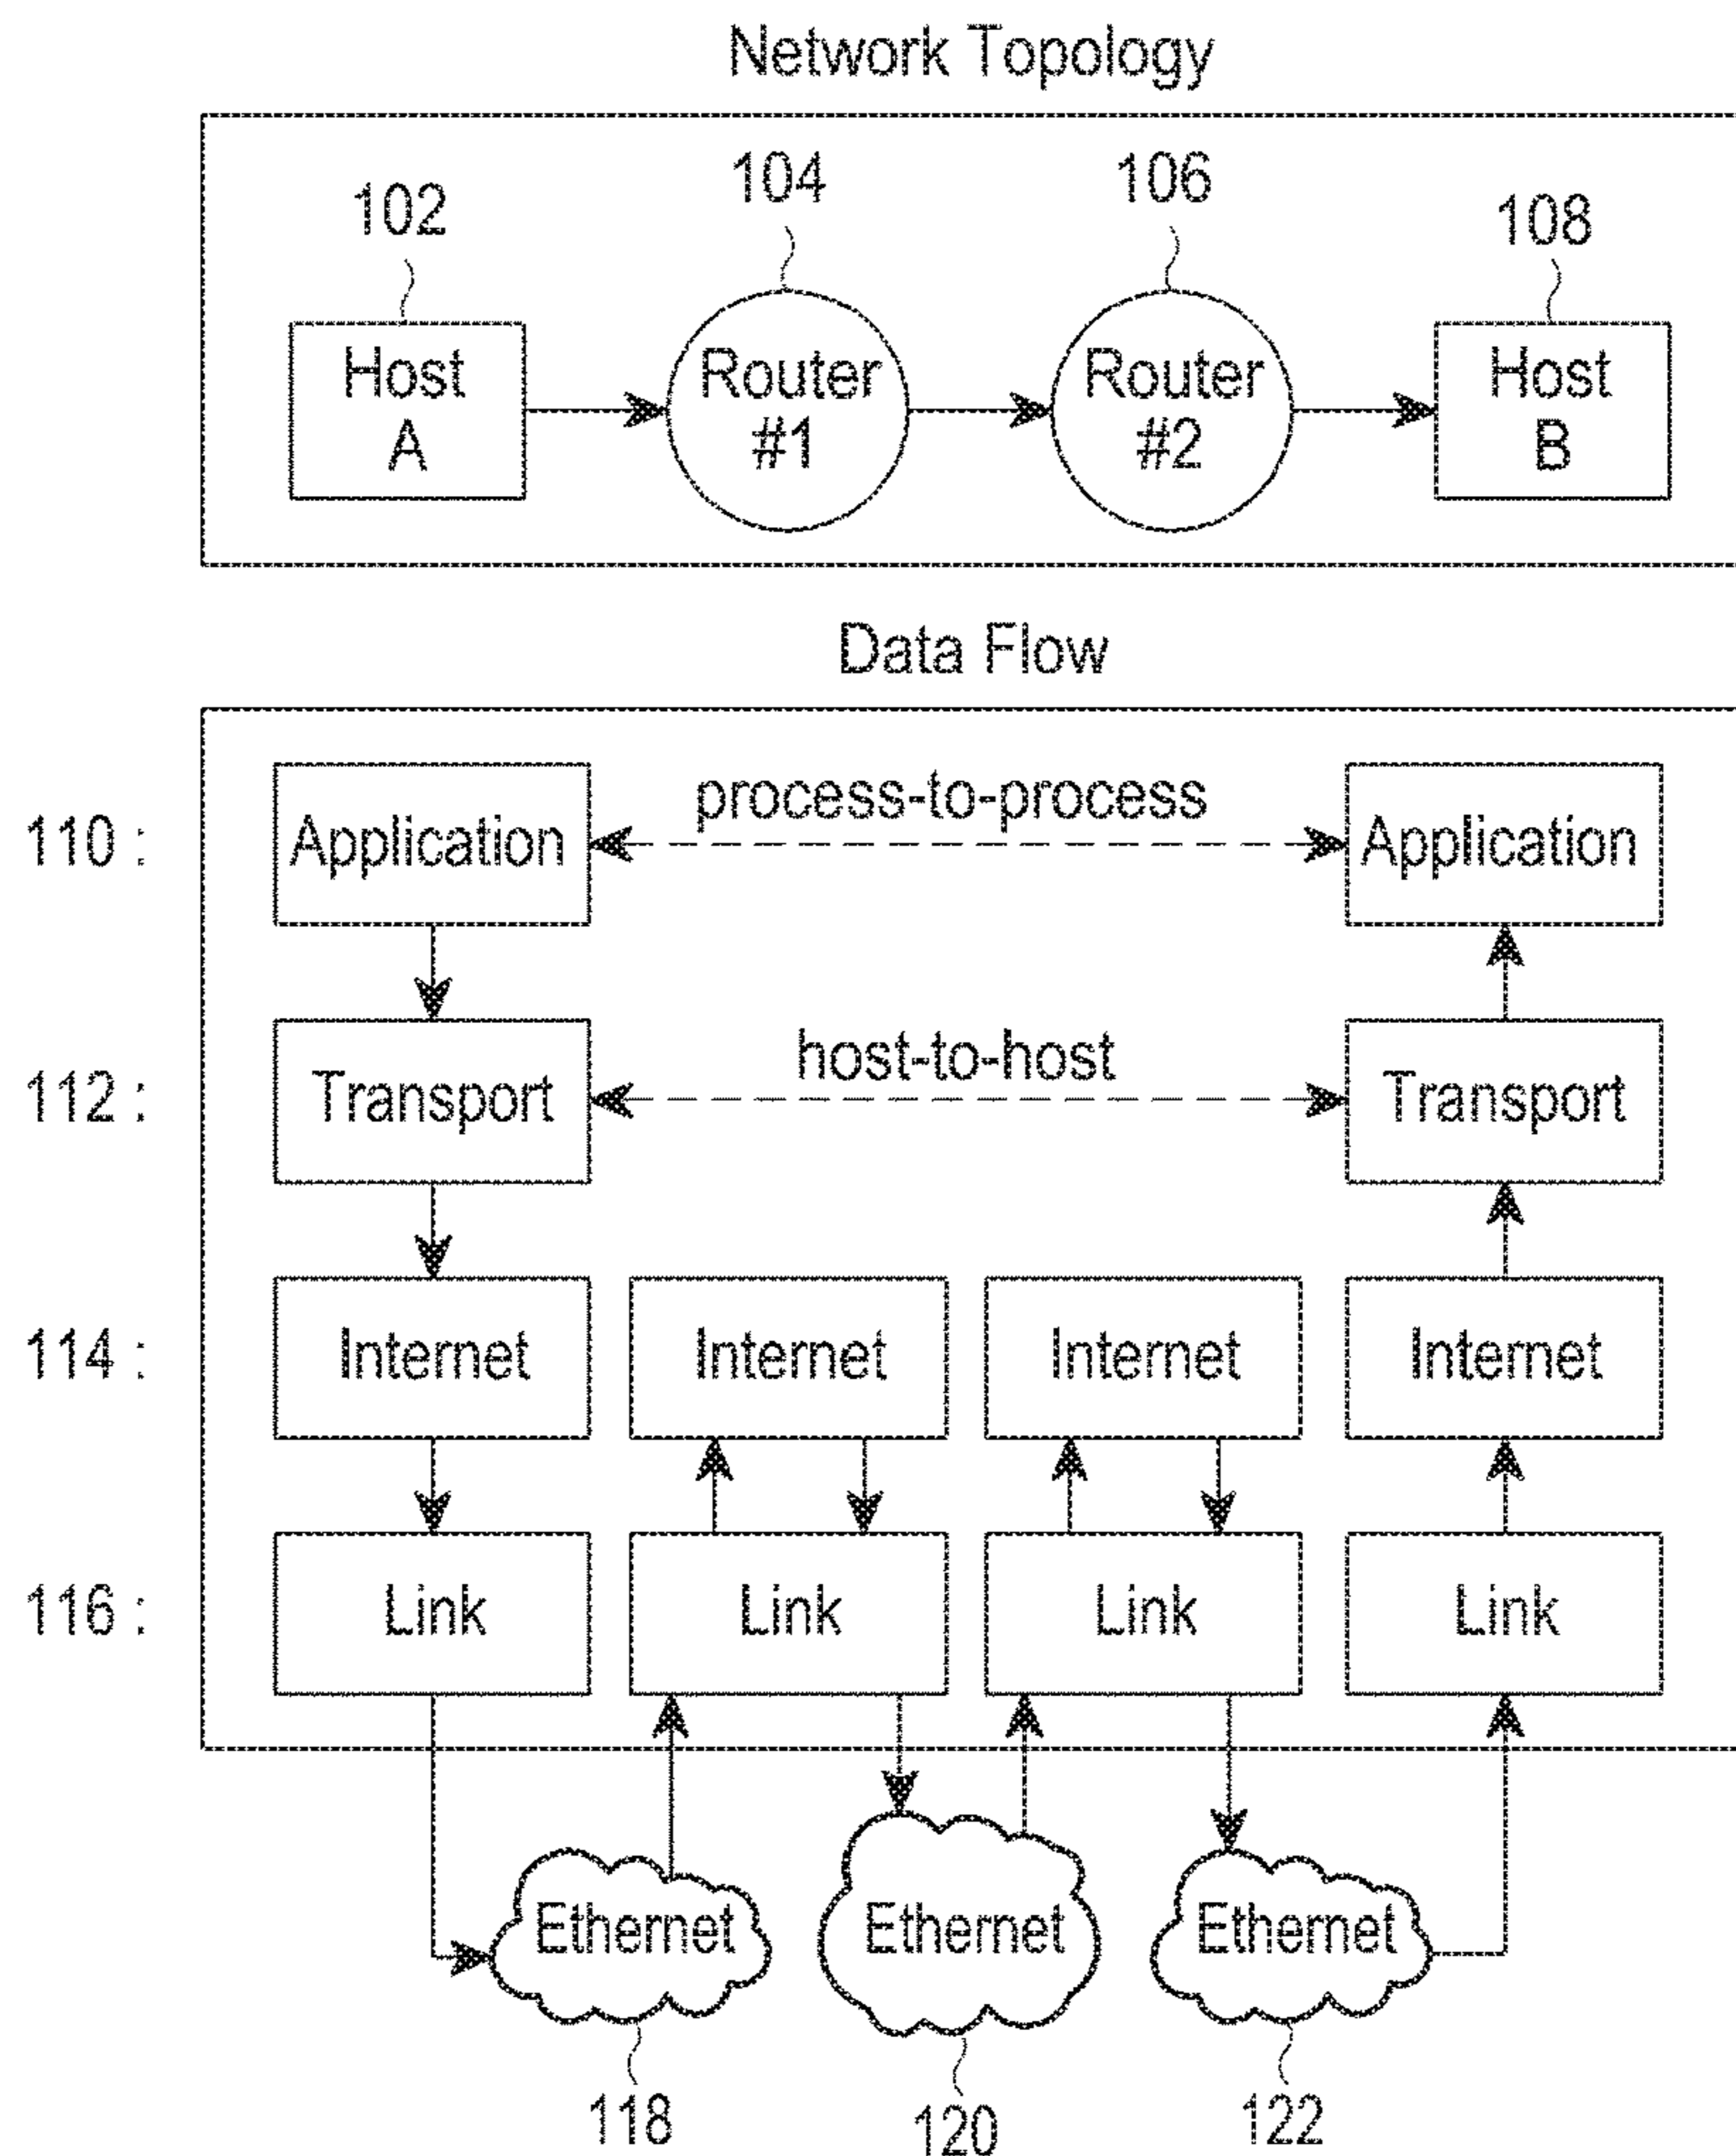 Network Topology
102
104
106
108
Host
A
Router
#1
Router
#2
Host
B
Data Flow
110 :
Application
process-to-process
Application
112 :
Transport
host-to-host
Transport
114 :
Internet
Internet
Internet
Internet
116 :
Link
Link
Link
Link
Ethernet
Ethernet
Ethernet
118
120
122